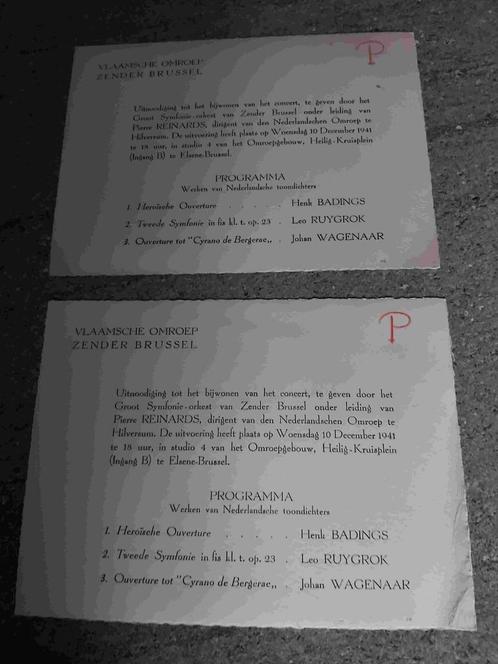 VLAAMSCHE OMROEP
ZENDER BRUSSEL
P
Uitnoodiging tot het bijwonen van het concert, te geven door het
Groot Symfonie-orkest van Zender Brussel onder leiding van
Pierre REINARDS, dirigent van den Nederlandschen Omroep te
Hilversum. De uitvoering heeft plaats op Woensdag 10 December 1941
te 18 uur, in studio 4 van het Omroepgebouw, Heilig-Kruisplein
(Ingang B) te Elsene-Brussel.
PROGRAMMA
Werken van Nederlandsche toondichters
1. Heroïsche Ouverture . . . . . Henk BADINGS
2. Tweede Symfonie in fis kl. t. op. 23 . Leo RUYGROK
3. Ouverture tot "Cyrano de Bergerac„ . Johan WAGENAAR
VLAAMSCHE OMROEP
ZENDER BRUSSEL
P
Uitnoodiging tot het bijwonen van het concert, te geven door het
Groot Symfonie-orkest van Zender Brussel onder leiding van
Pierre REINARDS, dirigent van den Nederlandschen Omroep te
Hilversum. De uitvoering heeft plaats op Woensdag 10 December 1941
te 18 uur, in studio 4 van het Omroepgebouw, Heilig-Kruisplein
(Ingang B) te Elsene-Brussel.
PROGRAMMA
Werken van Nederlandsche toondichters
1. Heroïsche Ouverture . . . . . Henk BADINGS
2. Tweede Symfonie in fis kl. t. op. 23 . Leo RUYGROK
3. Ouverture tot "Cyrano de Bergerac„ . Johan WAGENAAR